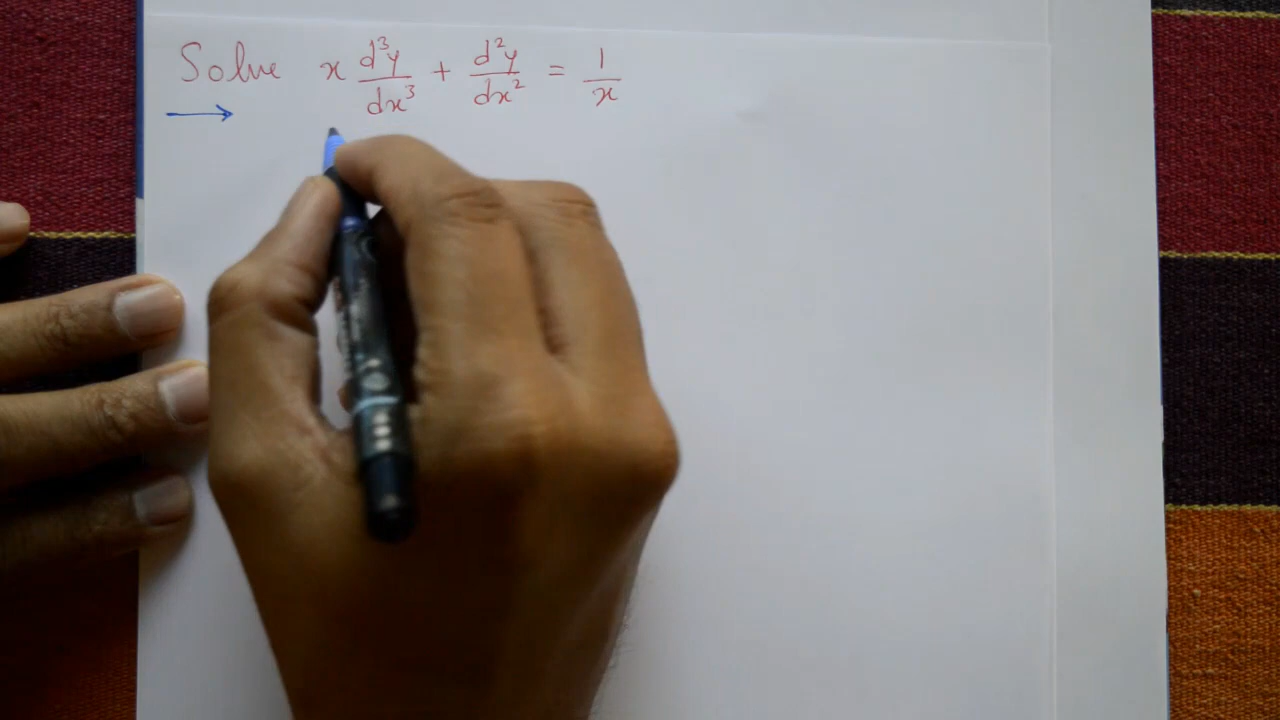 Solve x d³y/dx³ + d²y/dx² = 1/x
→